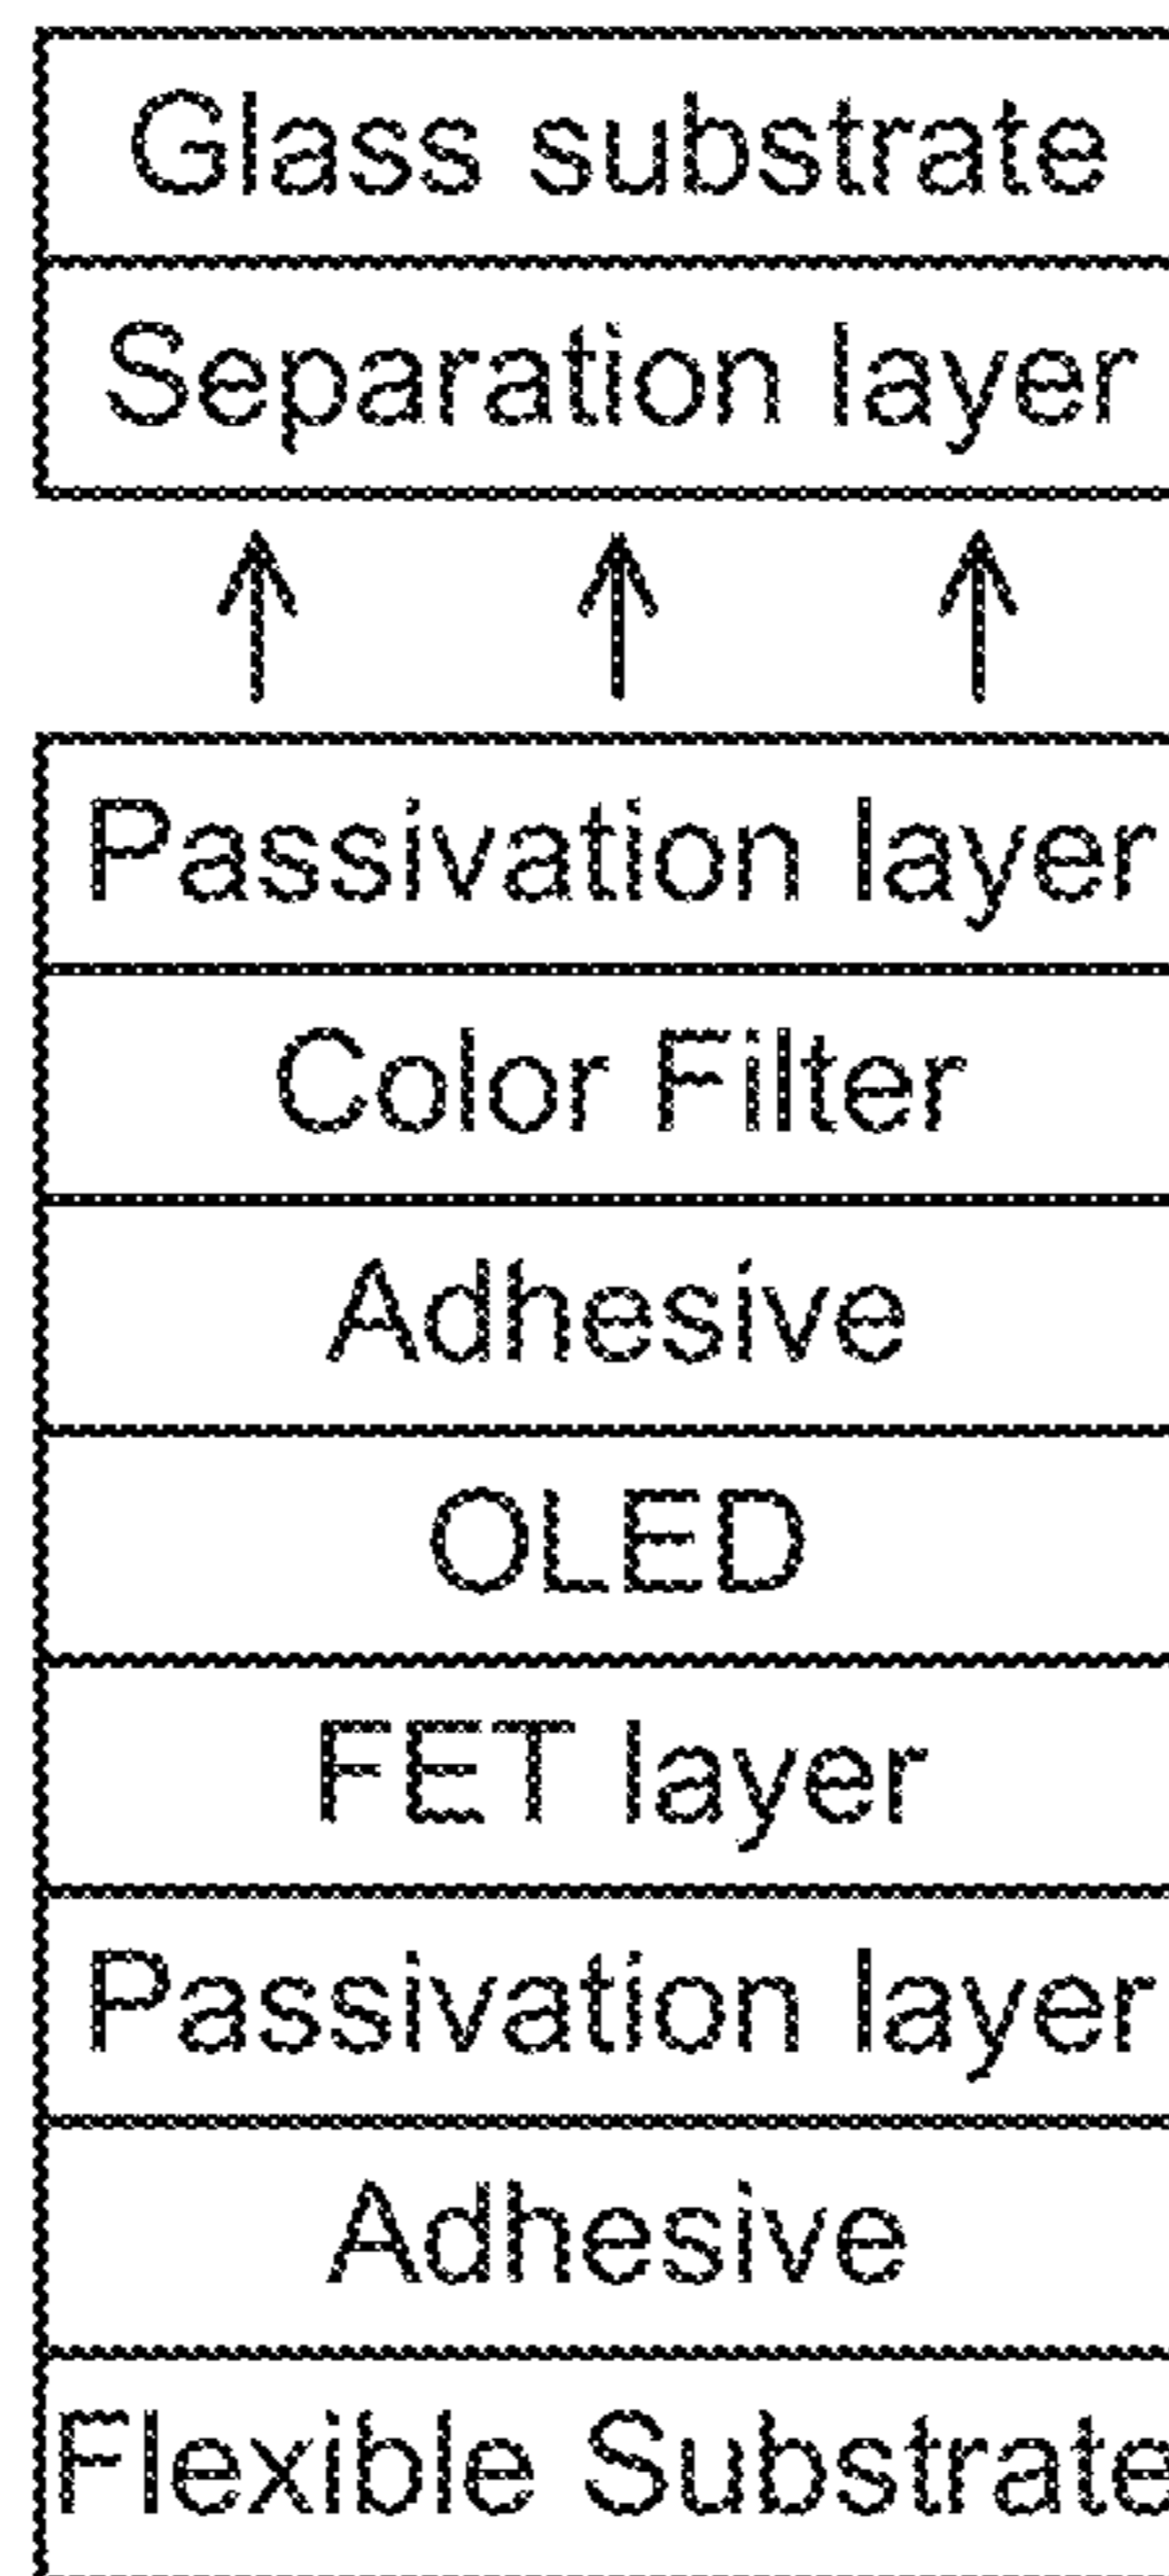 Glass substrate
Separation layer
Passivation layer
Color Filter
Adhesive
OLED
FET layer
Passivation layer
Adhesive
Flexible Substrate